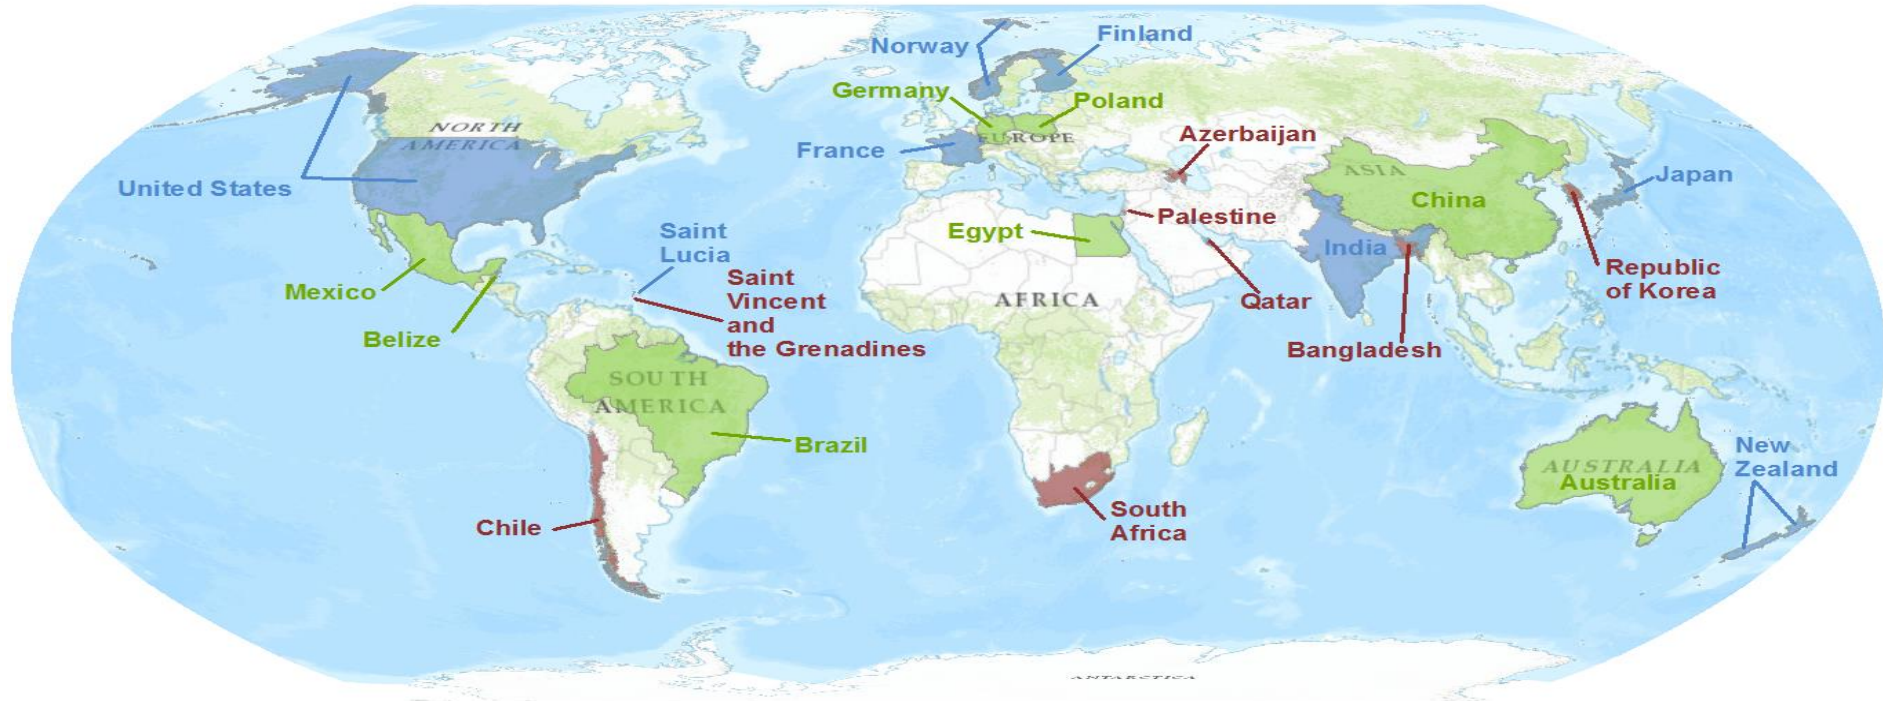 Norway
Finland
Germany
Poland
NORTH
AMERICA
EUROPE
Azerbaijan
France
ASIA
United States
China
Japan
Palestine
Egypt
India
Saint
Lucia
Saint
Vincent
and
the Grenadines
Mexico
Belize
AFRICA
Qatar
Republic
of Korea
Bangladesh
SOUTH
AMERICA
Brazil
New
Zealand
AUSTRALIA
Australia
Chile
South
Africa
ANTARCTICA